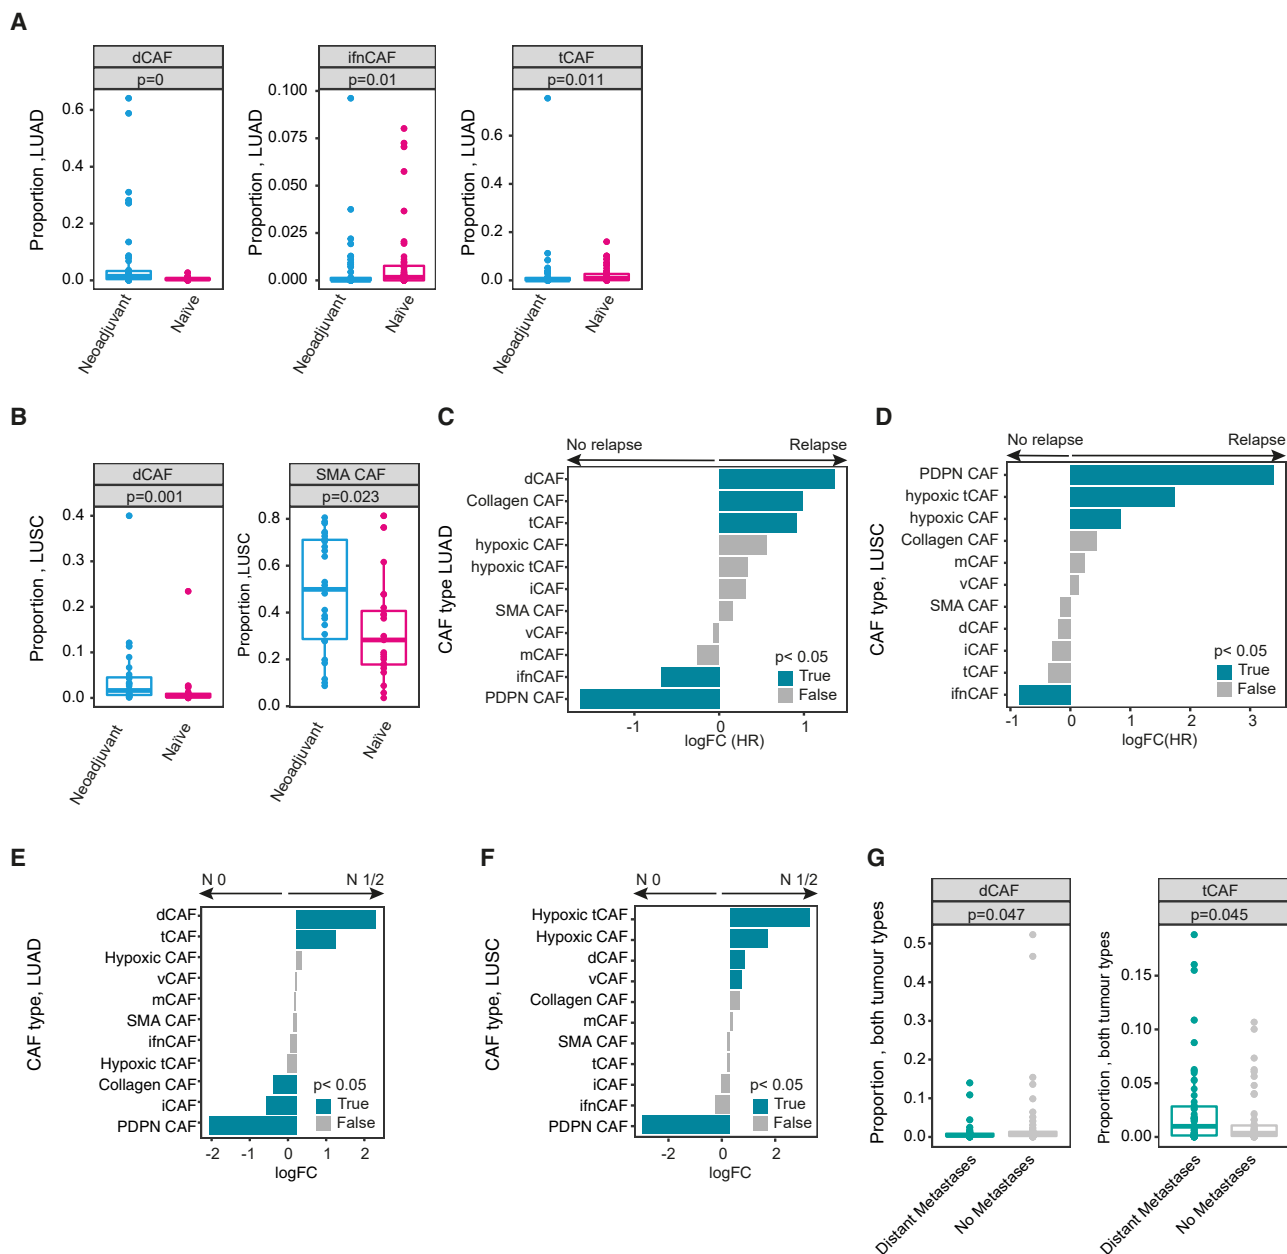 A
dCAF
p=0
Proportion ,LUAD
0.6
0.4
0.2
0.0
Neoadjuvant
Naïve
ifnCAF
p=0.01
Proportion , LUAD
0.100
0.075
0.050
0.025
0.000
Neoadjuvant
Naïve
tCAF
p=0.011
Proportion , LUAD
0.6
0.4
0.2
0.0
Neoadjuvant
Naïve
B
dCAF
p=0.001
Proportion , LUSC
0.4
0.3
0.2
0.1
0.0
Neoadjuvant
Naïve
SMA CAF
p=0.023
Proportion ,LUSC
0.8
0.6
0.4
0.2
0.0
Neoadjuvant
Naïve
C
No relapse
Relapse
CAF type LUAD
dCAF
Collagen CAF
tCAF
hypoxic CAF
hypoxic tCAF
iCAF
SMA CAF
vCAF
mCAF
ifnCAF
PDPN CAF
p< 0.05
True
False
-1
0
1
logFC (HR)
D
No relapse
Relapse
CAF type, LUSC
PDPN CAF
hypoxic tCAF
hypoxic CAF
Collagen CAF
mCAF
vCAF
SMA CAF
dCAF
iCAF
tCAF
ifnCAF
p< 0.05
True
False
-1
0
1
2
3
logFC(HR)
E
N 0
N 1/2
CAF type, LUAD
dCAF
tCAF
Hypoxic CAF
vCAF
mCAF
SMA CAF
ifnCAF
Hypoxic tCAF
Collagen CAF
iCAF
PDPN CAF
p< 0.05
True
False
-2
-1
0
1
2
logFC
F
N 0
N 1/2
CAF type, LUSC
Hypoxic tCAF
Hypoxic CAF
dCAF
vCAF
Collagen CAF
mCAF
SMA CAF
tCAF
iCAF
ifnCAF
PDPN CAF
p< 0.05
True
False
-2
0
2
logFC
G
dCAF
p=0.047
Proportion , both tumour types
0.5
0.4
0.3
0.2
0.1
0.0
Distant Metastases
No Metastases
tCAF
p=0.045
Proportion , both tumour types
0.15
0.10
0.05
0.00
Distant Metastases
No Metastases